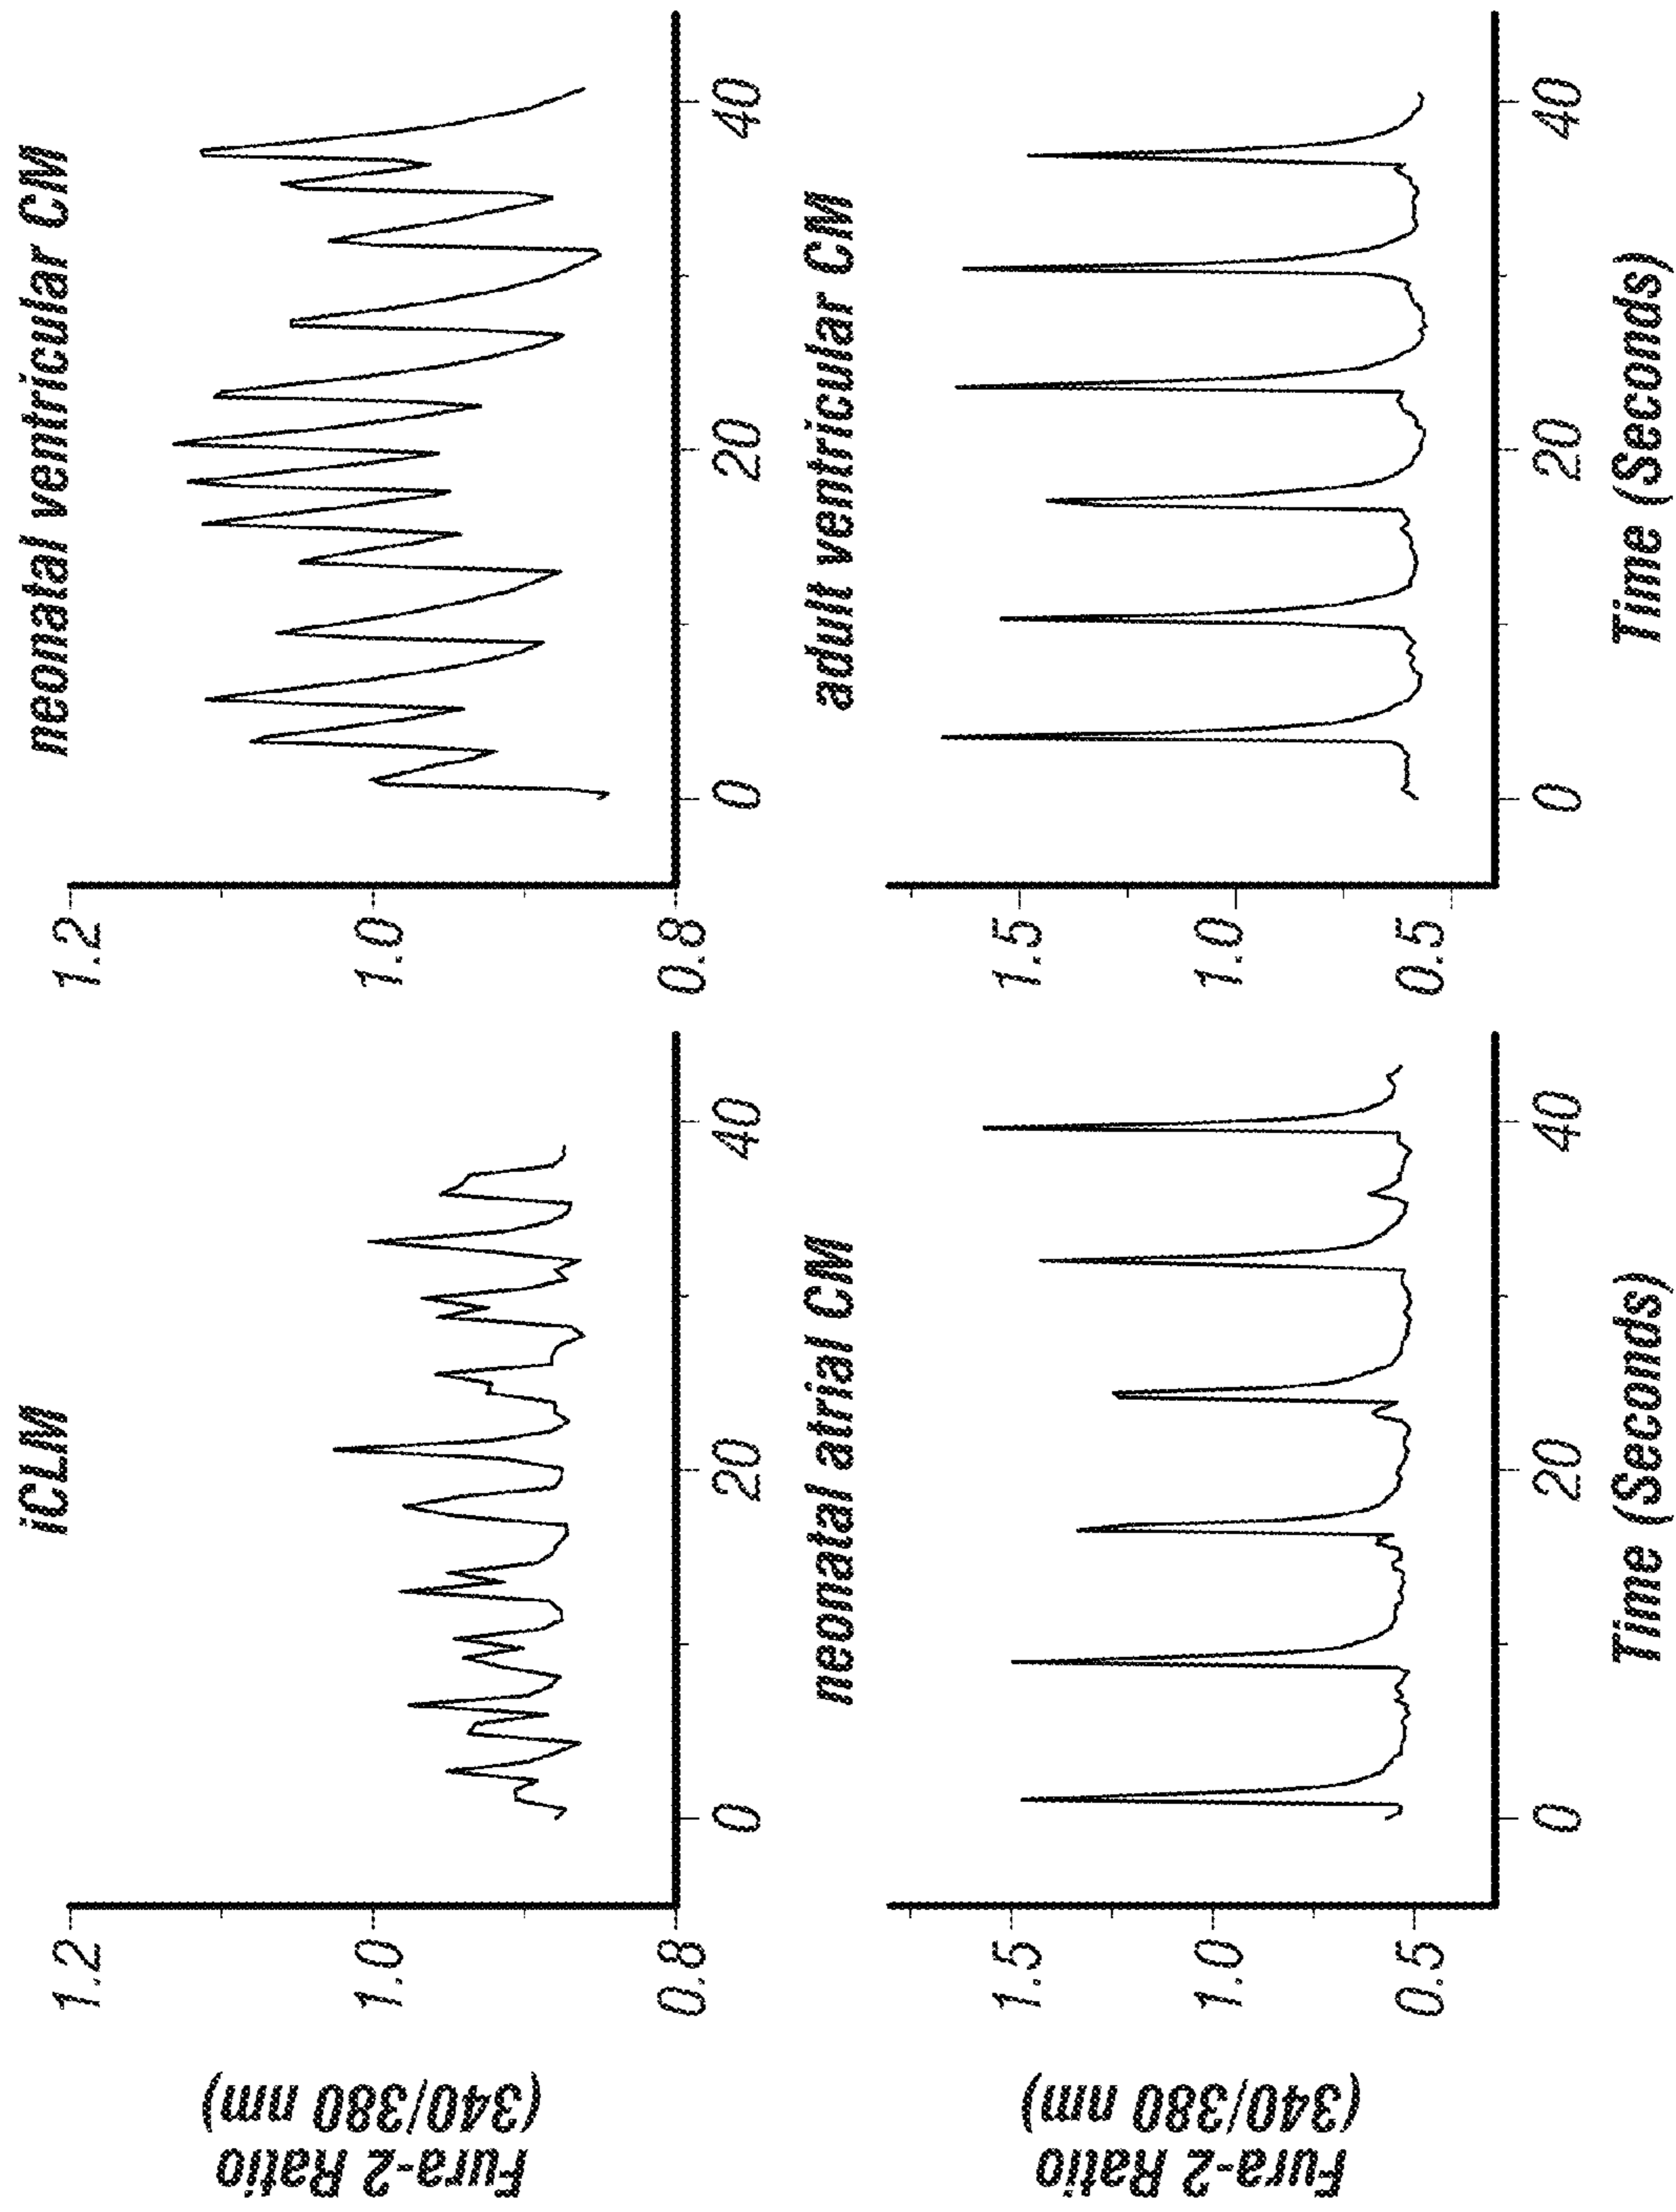 iCLM
neonatal ventricular CM
Fura-2 Ratio
(340/380 nm)
1.2
1.0
0.8
0
20
40
1.2
1.0
0.8
0
20
40
neonatal atrial CM
adult ventricular CM
Fura-2 Ratio
(340/380 nm)
1.5
1.0
0.5
0
20
40
Time (Seconds)
1.5
1.0
0.5
0
20
40
Time (Seconds)